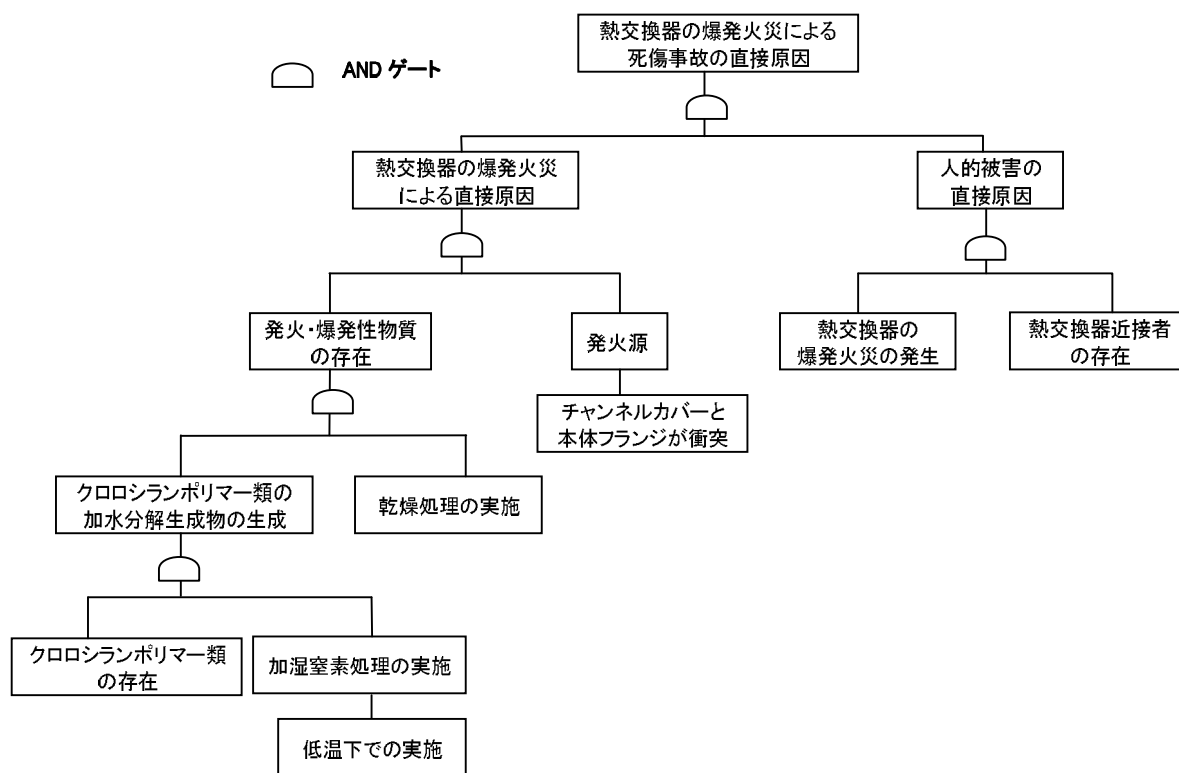 熱交換器の爆発火災による
死傷事故の直接原因
AND ゲート
熱交換器の爆発火災
による直接原因
人的被害の
直接原因
発火・爆発性物質
の存在
発火源
熱交換器の
爆発火災の発生
熱交換器近接者
の存在
チャンネルカバーと
本体フランジが衝突
クロロシランポリマー類の
加水分解生成物の生成
乾燥処理の実施
クロロシランポリマー類
の存在
加湿窒素処理の実施
低温下での実施